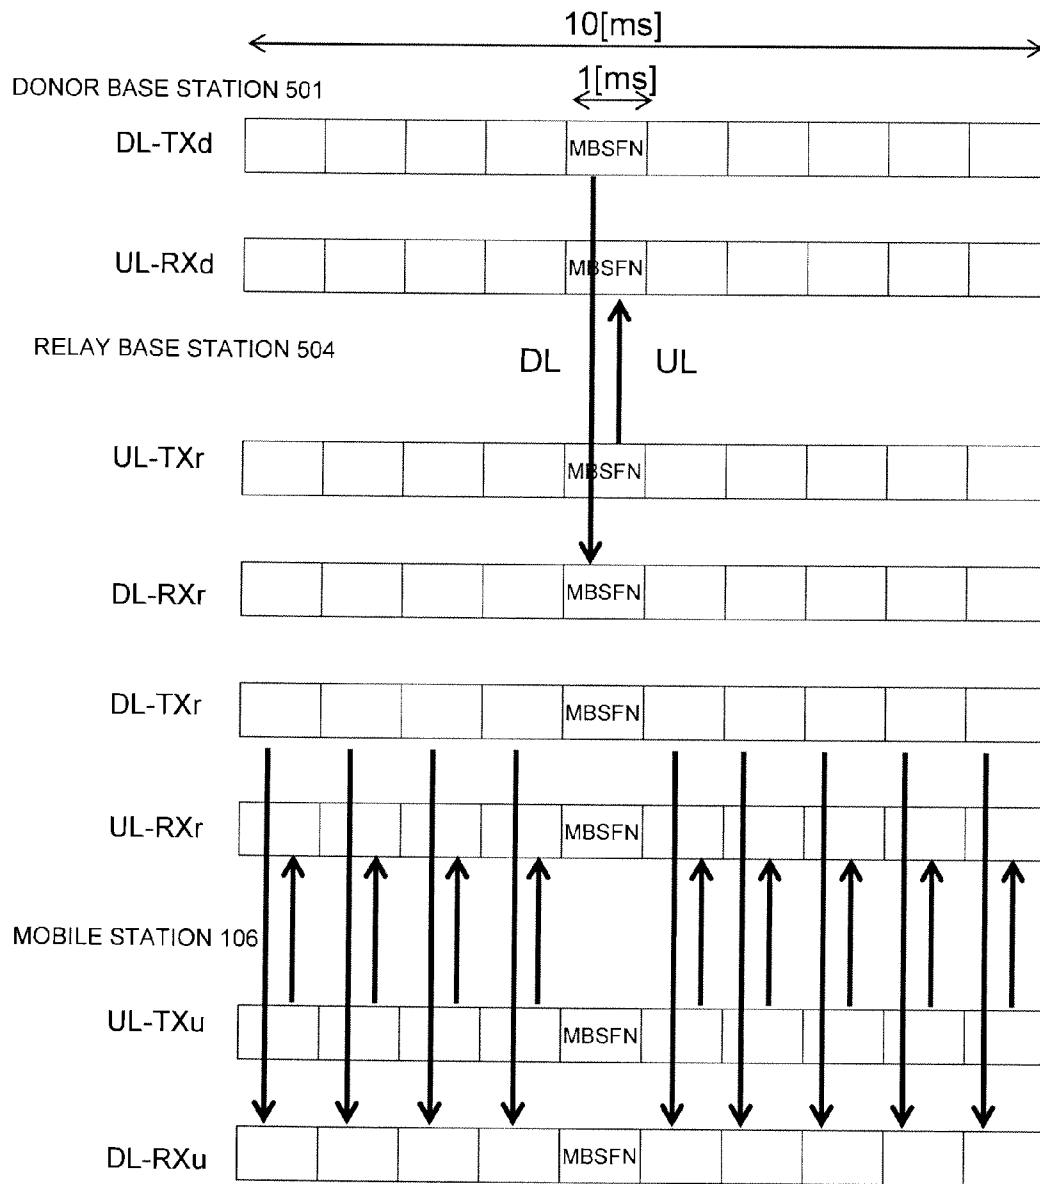 10[ms]
1[ms]
DONOR BASE STATION 501
DL-TXd MBSFN
UL-RXd MBSFN
RELAY BASE STATION 504
DL UL
UL-TXr MBSFN
DL-RXr MBSFN
DL-TXr MBSFN
UL-RXr MBSFN
MOBILE STATION 106
UL-TXu MBSFN
DL-RXu MBSFN